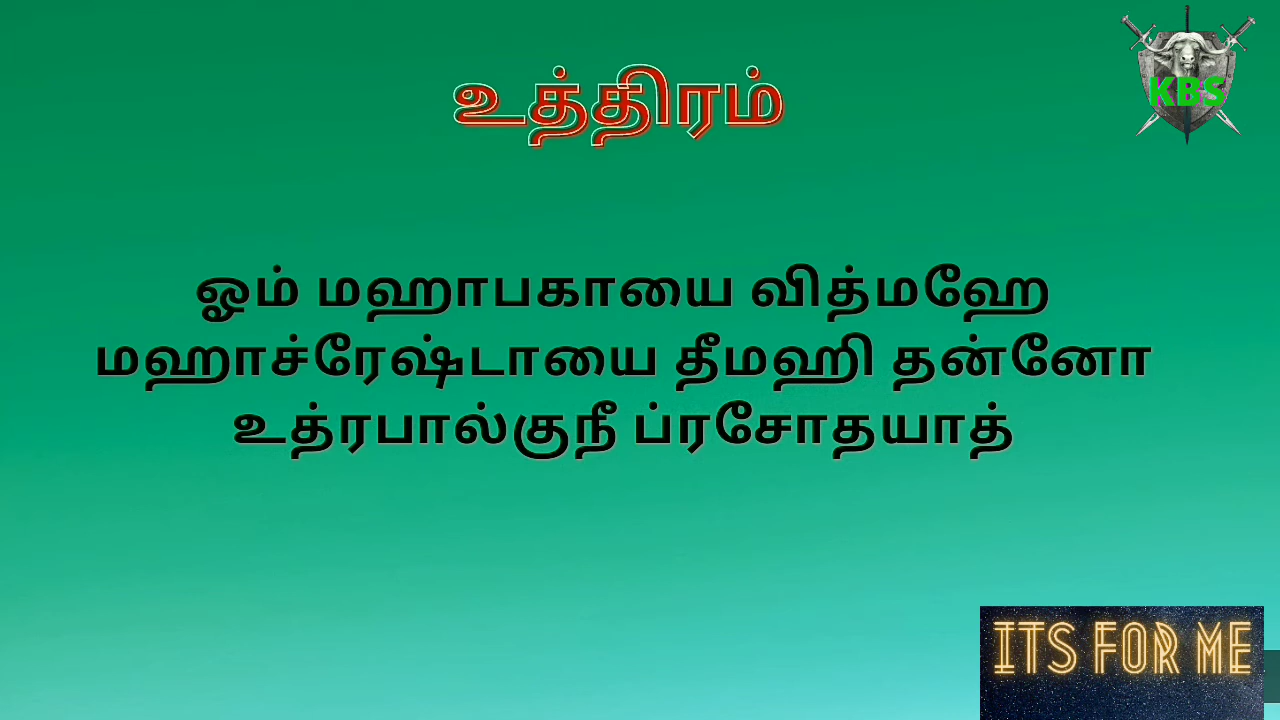 KBS
உத்திரம்
ஓம் மஹாபகாயை வித்மஹே
மஹாச்ரேஷ்டாயை தீமஹி தன்னோ
உத்ரபால்குநீ ப்ரசோதயாத்
ITS FOR ME